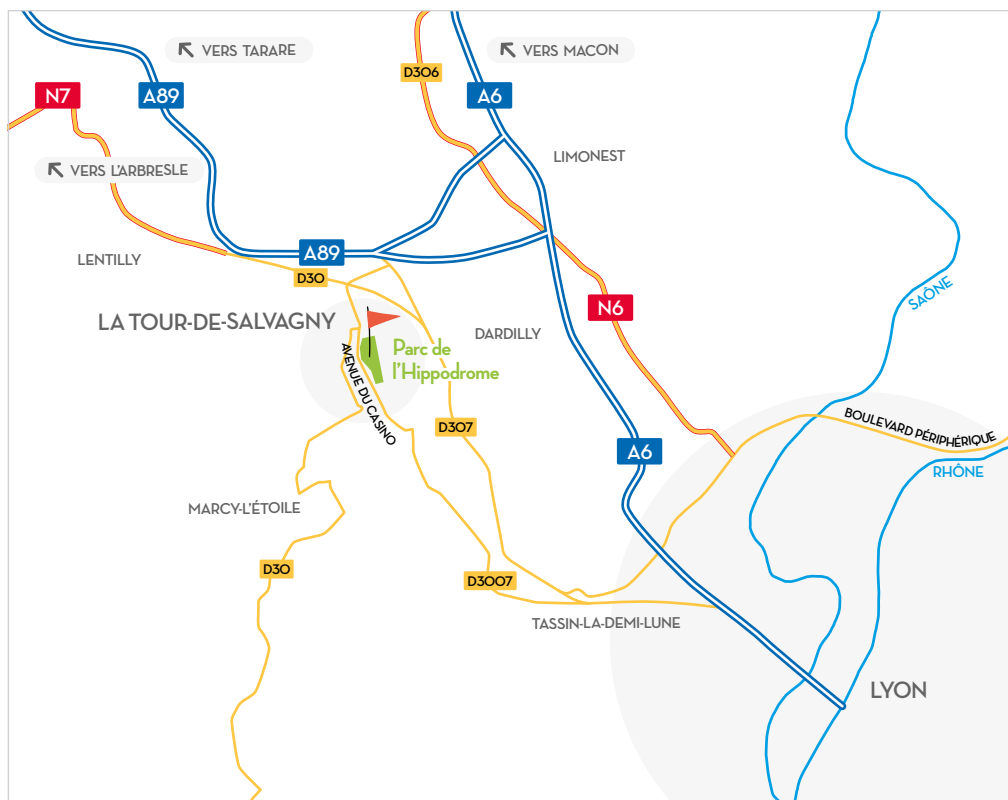 VERS TARARE
VERS MACON
D306
N7
A89
A6
LIMONEST
VERS L'ARBRESLE
A89
LENTILLY
D30
SAÔNE
N6
LA TOUR-DE-SALVAGNY
DARDILLY
Parc de
l'Hippodrome
AVENUE DU CASINO
D307
BOULEVARD PÉRIPHÉRIQUE
A6
RHÔNE
MARCY-L'ÉTOILE
D30
D3007
TASSIN-LA-DEMI-LUNE
LYON